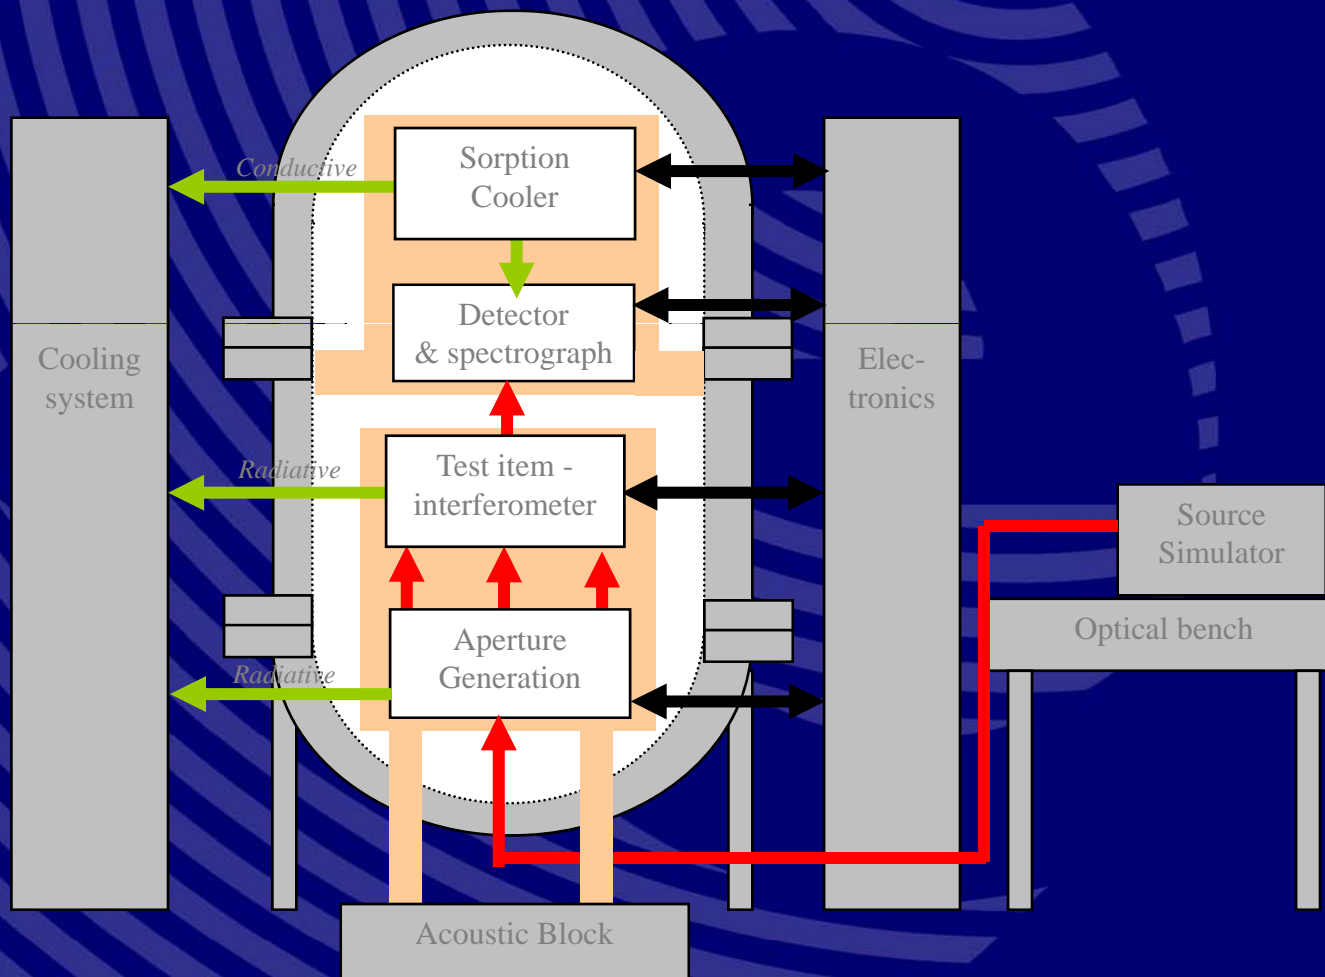 Conductive
Sorption
Cooler
Detector
& spectrograph
Cooling
system
Elec-
tronics
Radiative
Test item -
interferometer
Source
Simulator
Aperture
Generation
Optical bench
Radiative
Acoustic Block